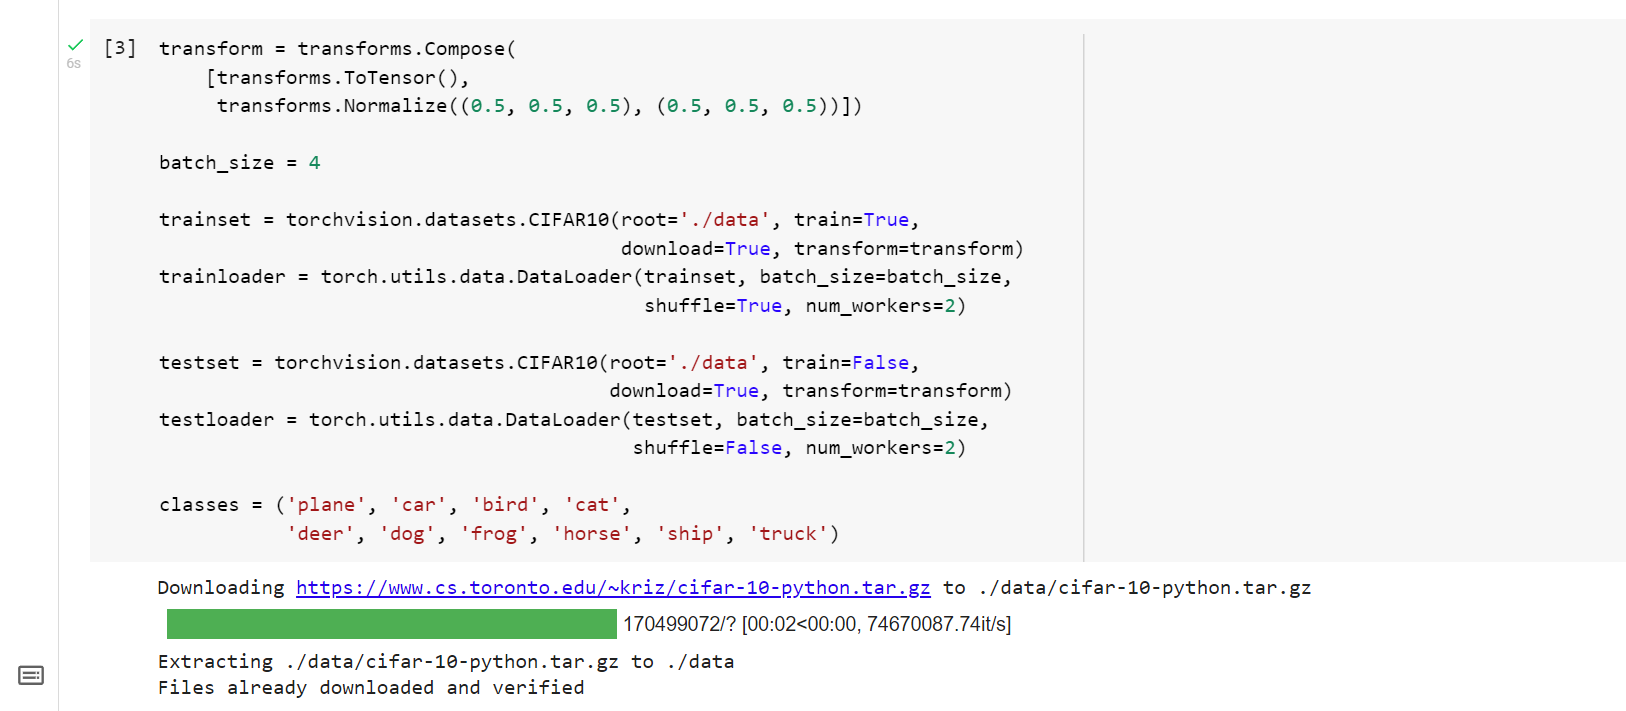 [3] transform = transforms.Compose(
6s
[transforms.ToTensor(),
transforms.Normalize((0.5, 0.5, 0.5), (0.5, 0.5, 0.5))])
batch_size = 4
trainset = torchvision.datasets.CIFAR10(root='./data', train=True,
download=True, transform=transform)
trainloader = torch.utils.data.DataLoader(trainset, batch_size=batch_size,
shuffle=True, num_workers=2)
testset = torchvision.datasets.CIFAR10(root='./data', train=False,
download=True, transform=transform)
testloader = torch.utils.data.DataLoader(testset, batch_size=batch_size,
shuffle=False, num_workers=2)
classes = ('plane', 'car', 'bird', 'cat',
'deer', 'dog', 'frog', 'horse', 'ship', 'truck')
Downloading https://www.cs.toronto.edu/~kriz/cifar-10-python.tar.gz to ./data/cifar-10-python.tar.gz
170499072/? [00:02<00:00, 74670087.74it/s]
Extracting ./data/cifar-10-python.tar.gz to ./data
Files already downloaded and verified